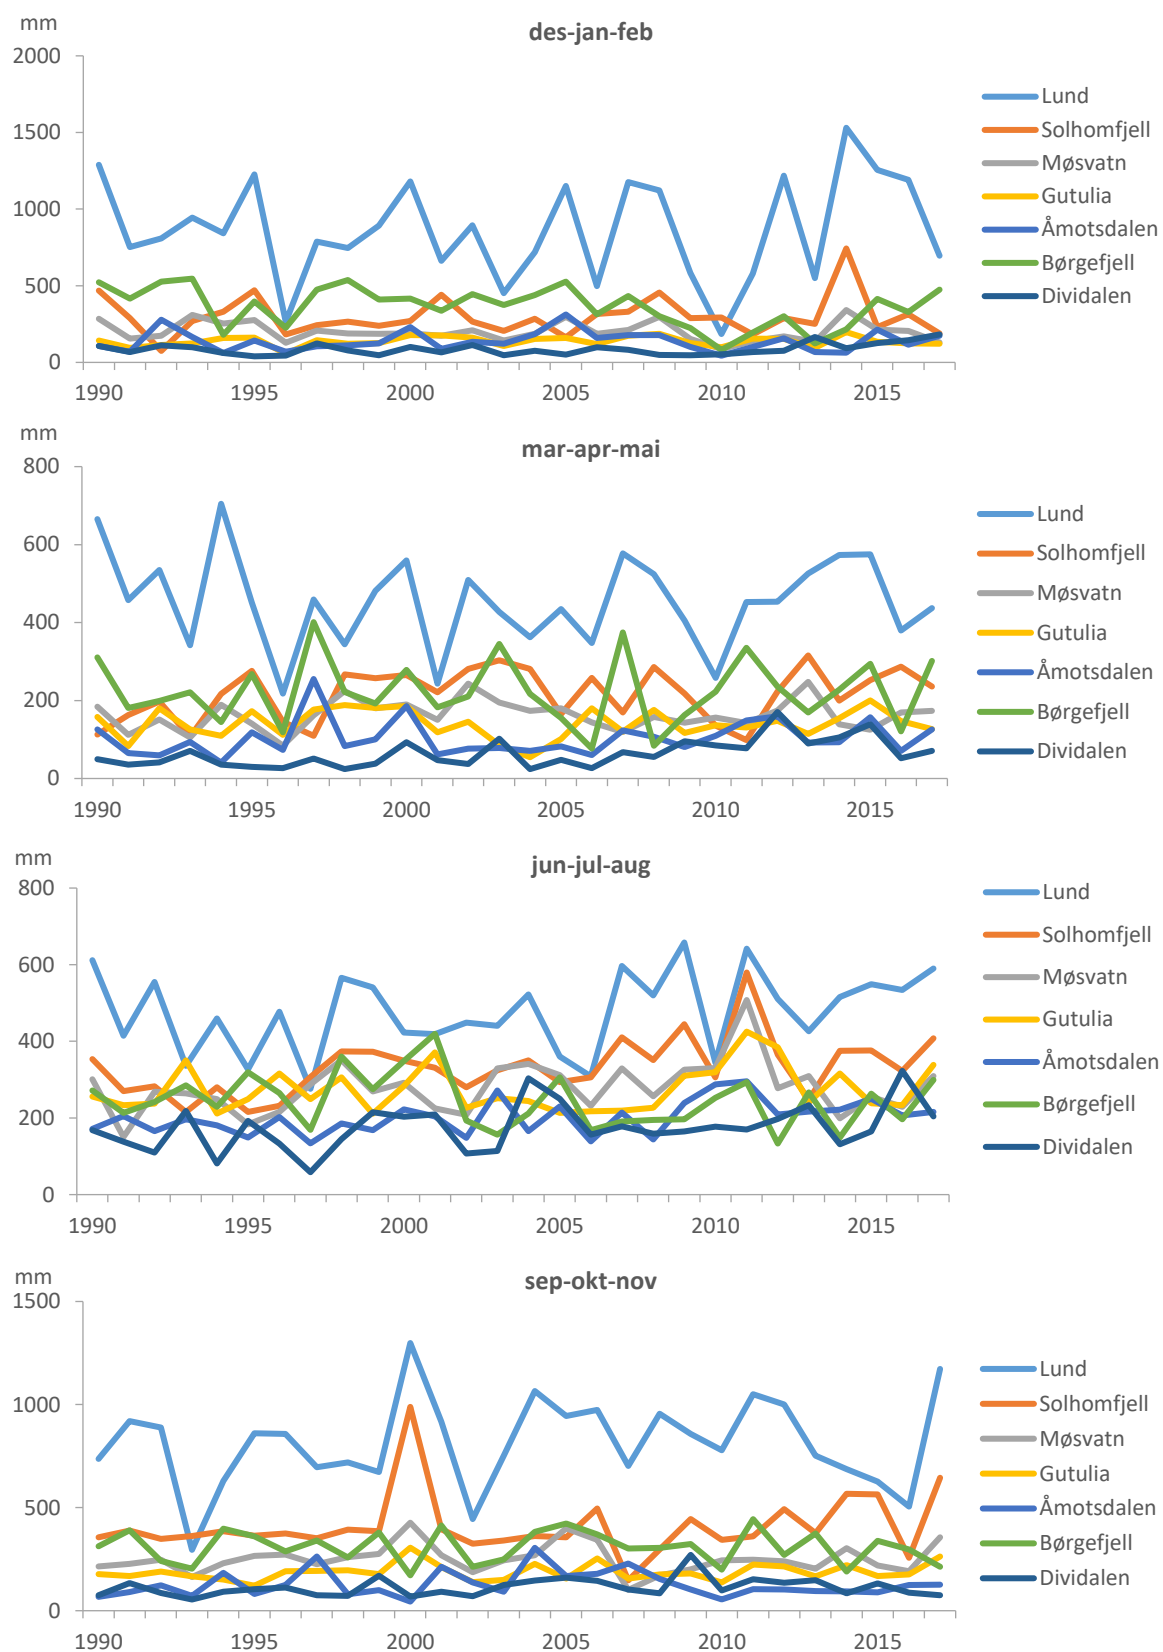 mm
des-jan-feb
2000
1500
1000
500
0
1990 1995 2000 2005 2010 2015
Lund
Solhomfjell
Møsvatn
Gutulia
Åmotsdalen
Børgefjell
Dividalen
mm
mar-apr-mai
800
600
400
200
0
1990 1995 2000 2005 2010 2015
Lund
Solhomfjell
Møsvatn
Gutulia
Åmotsdalen
Børgefjell
Dividalen
mm
jun-jul-aug
800
600
400
200
0
1990 1995 2000 2005 2010 2015
Lund
Solhomfjell
Møsvatn
Gutulia
Åmotsdalen
Børgefjell
Dividalen
mm
sep-okt-nov
1500
1000
500
0
1990 1995 2000 2005 2010 2015
Lund
Solhomfjell
Møsvatn
Gutulia
Åmotsdalen
Børgefjell
Dividalen